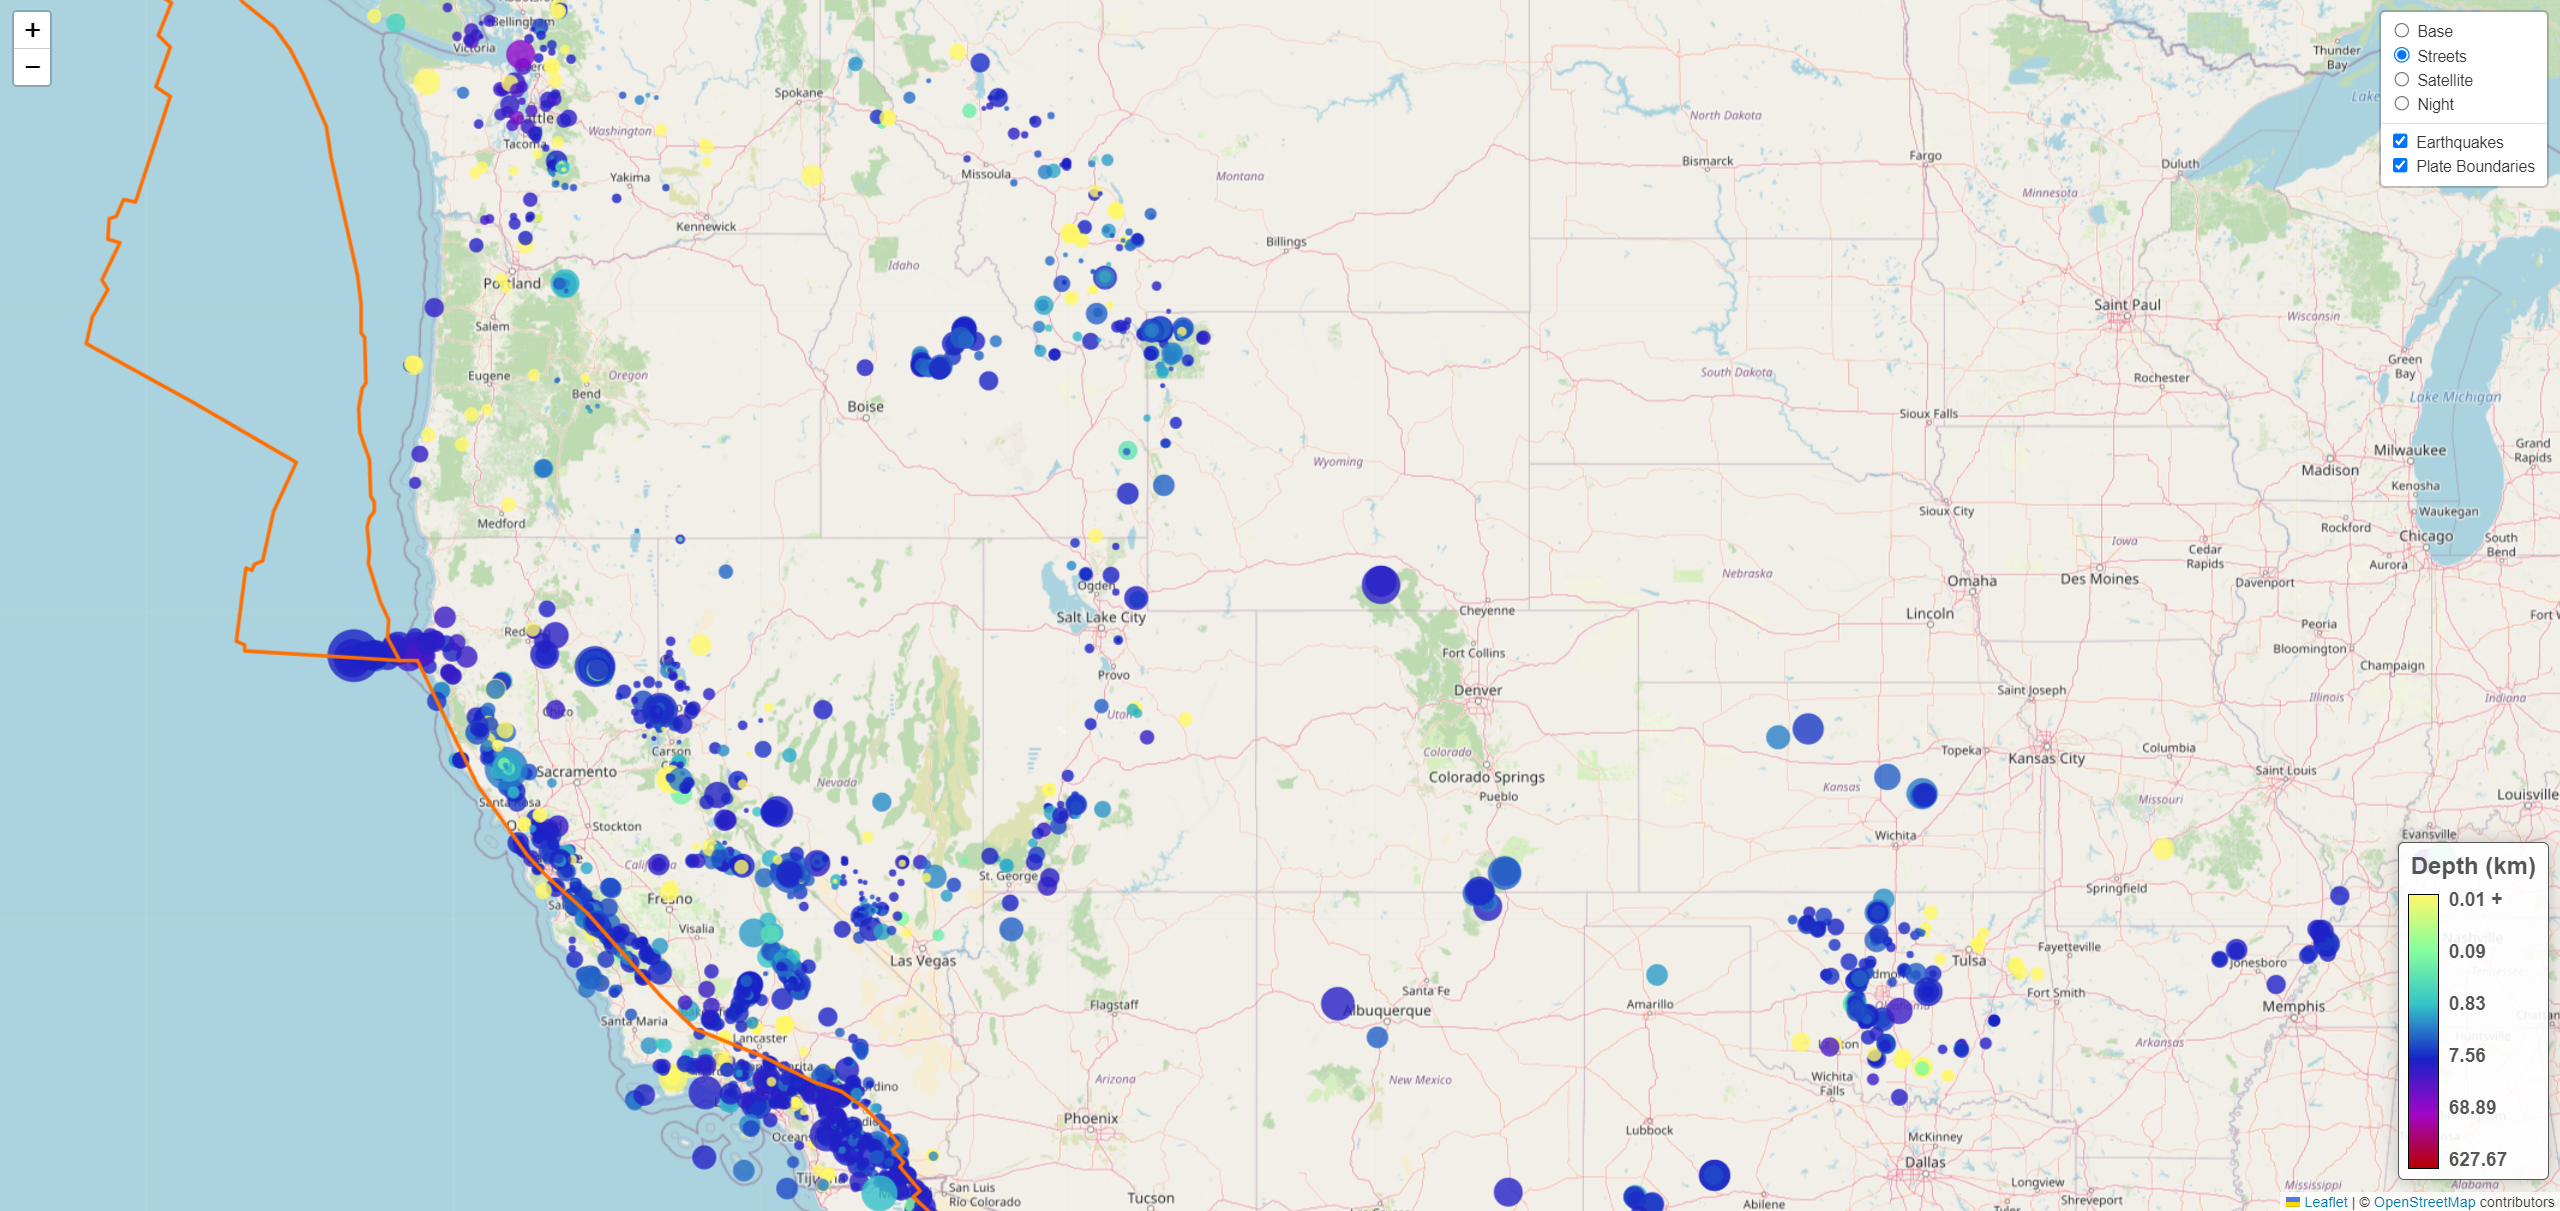 +
−
Base
Streets
Satellite
Night
Earthquakes
Plate Boundaries
Bellingham
Victoria
Thunder
Bay
Spokane
Washington
Tacoma
Yakima
Missoula
Montana
North Dakota
Bismarck
Fargo
Duluth
Minnesota
Kennewick
Billings
Idaho
Portland
Saint Paul
Wisconsin
Salem
Green
Bay
Eugene
Oregon
Bend
South Dakota
Rochester
Lake Michigan
Boise
Sioux Falls
Milwaukee
Grand
Rapids
Madison
Wyoming
Kenosha
Medford
Sioux City
Waukegan
Rockford
Chicago
South
Bend
Iowa
Cedar
Rapids
Aurora
Ogden
Nebraska
Omaha
Des Moines
Davenport
Salt Lake City
Cheyenne
Lincoln
Fort
Peoria
Bloomington
Fort Collins
Champaign
Provo
Denver
Saint Joseph
Illinois
Indiana
Chico
Utah
Carson
Colorado
Topeka
Kansas City
Columbia
Sacramento
Nevada
Colorado Springs
Pueblo
Kansas
Saint Louis
Santa Rosa
Missouri
Louisville
Stockton
Wichita
Evansville
California
St. George
Springfield
Fresno
Visalia
Las Vegas
Tulsa
Fayetteville
Jonesboro
Santa Fe
Flagstaff
Amarillo
Fort Smith
Memphis
Albuquerque
Oklahoma
Santa Maria
Lancaster
Arkansas
Arizona
New Mexico
Wichita
Falls
Phoenix
Lubbock
McKinney
Dallas
Longview
Mississippi
Alabama
San Luis
Río Colorado
Tucson
Abilene
Shreveport
Depth (km)
0.01 +
0.09
0.83
7.56
68.89
627.67
Leaflet | © OpenStreetMap contributors